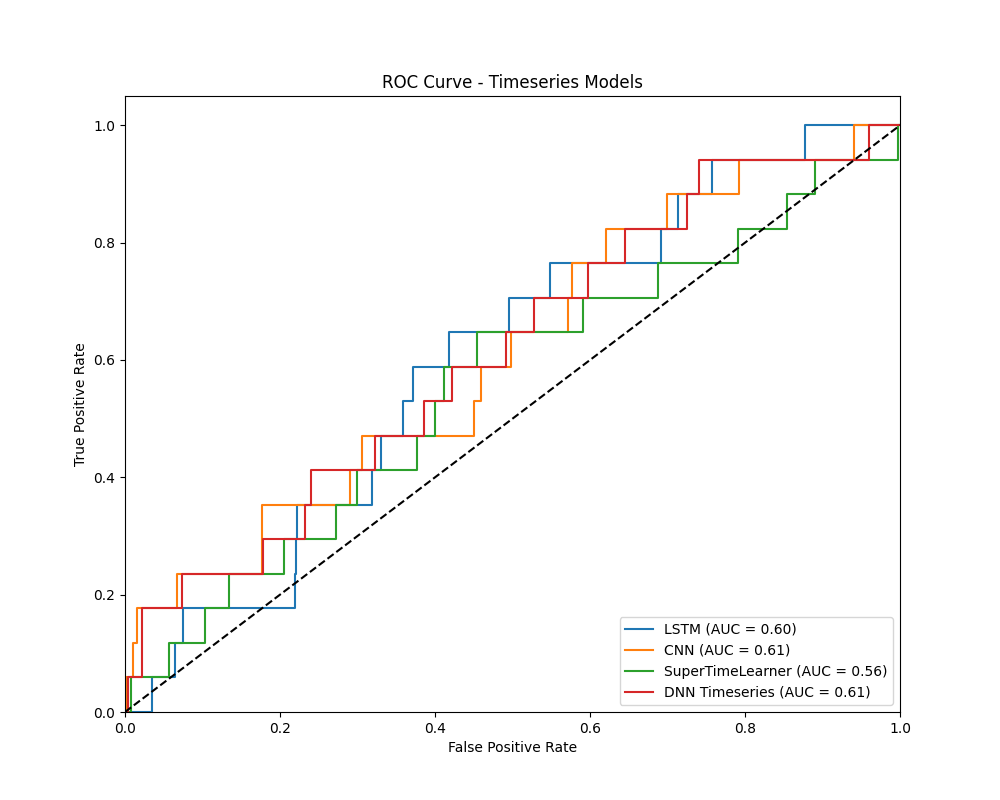 ROC Curve - Timeseries Models
True Positive Rate
1.0
0.8
0.6
0.4
0.2
0.0
0.0 0.2 0.4 0.6 0.8 1.0
False Positive Rate
LSTM (AUC = 0.60)
CNN (AUC = 0.61)
SuperTimeLearner (AUC = 0.56)
DNN Timeseries (AUC = 0.61)